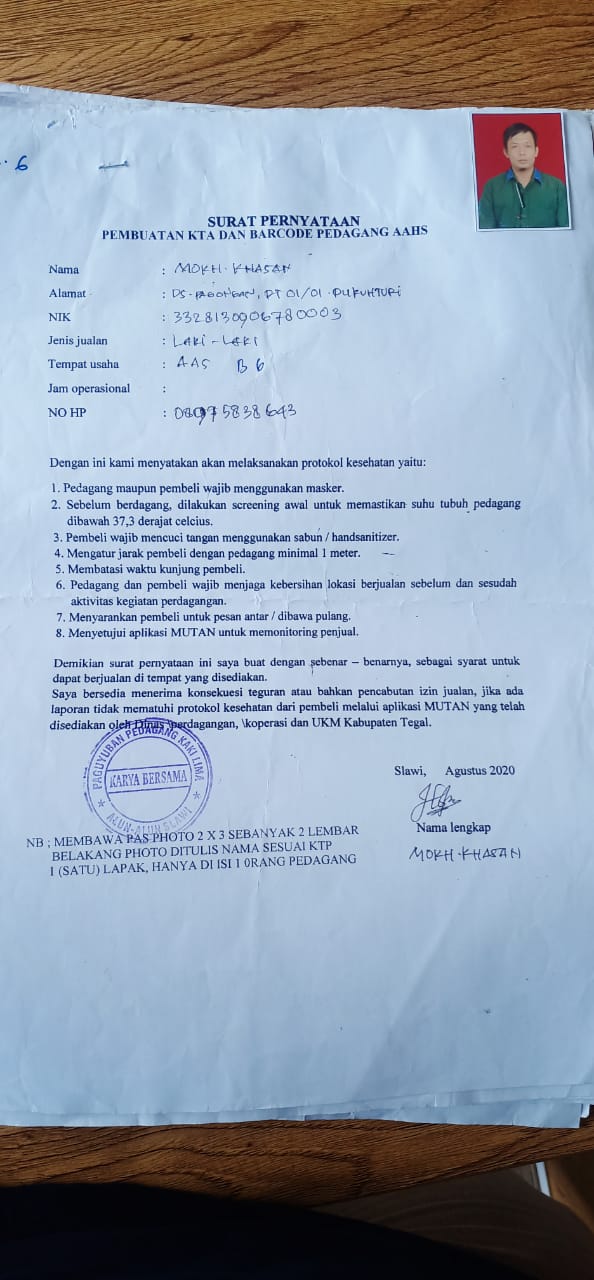 6
SURAT PERNYATAAN
PEMBUATAN KTA DAN BARCODE PEDAGANG AAHS
Nama : MOKH. KHASAN
Alamat : DS. PAGONGAN, RT 01/01. DUKUHTURI
NIK : 3328130906780003
Jenis jualan : LAKI-LAKI
Tempat usaha : AAS B 6
Jam operasional :
NO HP : 08975838643
Dengan ini kami menyatakan akan melaksanakan protokol kesehatan yaitu:
1. Pedagang maupun pembeli wajib menggunakan masker.
2. Sebelum berdagang, dilakukan screening awal untuk memastikan suhu tubuh pedagang
dibawah 37,3 derajat celcius.
3. Pembeli wajib mencuci tangan menggunakan sabun / handsanitizer.
4. Mengatur jarak pembeli dengan pedagang minimal 1 meter.
5. Membatasi waktu kunjung pembeli.
6. Pedagang dan pembeli wajib menjaga kebersihan lokasi berjualan sebelum dan sesudah
aktivitas kegiatan perdagangan.
7. Menyarankan pembeli untuk pesan antar / dibawa pulang.
8. Menyetujui aplikasi MUTAN untuk memonitoring penjual.
Demikian surat pernyataan ini saya buat dengan sebenar – benarnya, sebagai syarat untuk
dapat berjualan di tempat yang disediakan.
Saya bersedia menerima konsekuesi teguran atau bahkan pencabutan izin jualan, jika ada
laporan tidak mematuhi protokol kesehatan dari pembeli melalui aplikasi MUTAN yang telah
disediakan oleh Dinas \perdagangan, \koperasi dan UKM Kabupaten Tegal.
PAGUYUBAN PEDAGANG KAKI LIMA
KARYA BERSAMA
ALUN-ALUN SLAWI
Slawi, Agustus 2020
Nama lengkap
MOKH. KHASAN
NB ; MEMBAWA PAS PHOTO 2 X 3 SEBANYAK 2 LEMBAR
BELAKANG PHOTO DITULIS NAMA SESUAI KTP
1 (SATU) LAPAK, HANYA DI ISI 1 0RANG PEDAGANG